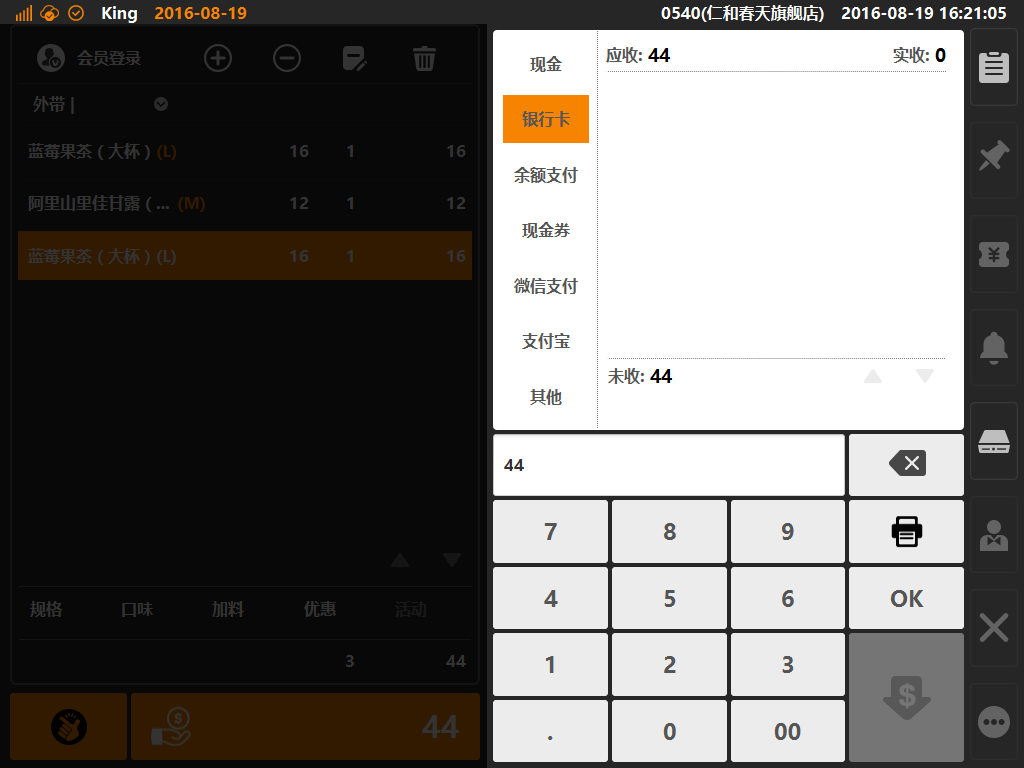 King 2016-08-19 0540(仁和春天旗舰店) 2016-08-19 16:21:05
会员登录
外带 |
蓝莓果茶（大杯）(L) 16 1 16
阿里山里佳甘露（... (M) 12 1 12
蓝莓果茶（大杯）(L) 16 1 16
规格 口味 加料 优惠 活动
3 44
44
现金
银行卡
余额支付
现金券
微信支付
支付宝
其他
应收: 44 实收: 0
未收: 44
44
7 8 9
4 5 6 OK
1 2 3
. 0 00